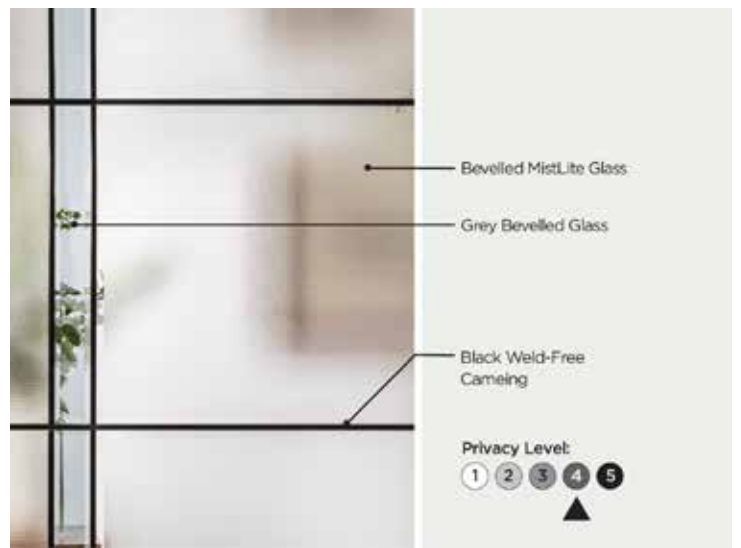 Bevelled MistLite Glass
Grey Bevelled Glass
Black Weld-Free
Cameing
Privacy Level:
1 2 3 4 5